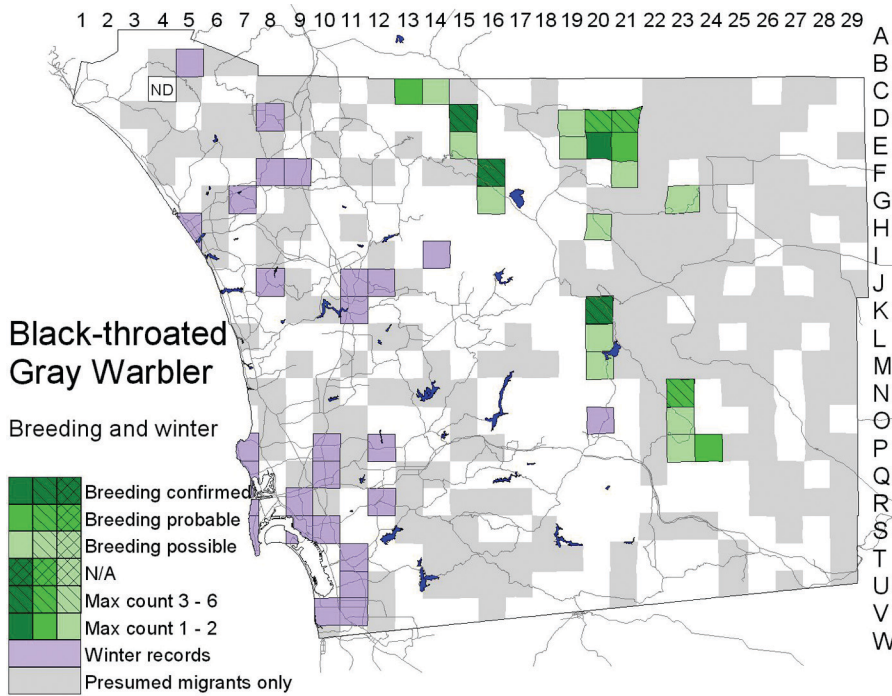 1 2 3 4 5 6 7 8 9 10 11 12 13 14 15 16 17 18 19 20 21 22 23 24 25 26 27 28 29
A
B
C
D
E
F
G
H
I
J
K
L
M
N
O
P
Q
R
S
T
U
V
W
ND
Black-throated
Gray Warbler
Breeding and winter
Breeding confirmed
Breeding probable
Breeding possible
N/A
Max count 3 - 6
Max count 1 - 2
Winter records
Presumed migrants only